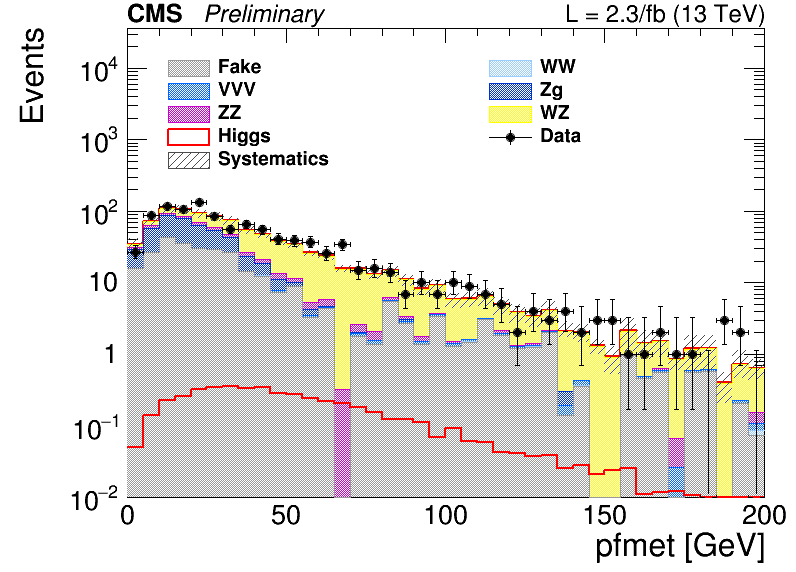 CMS Preliminary L = 2.3/fb (13 TeV)
Events
10⁴
10³
10²
10
1
10⁻¹
10⁻²
Fake
VVV
ZZ
Higgs
Systematics
WW
Zg
WZ
Data
0 50 100 150 200
pfmet [GeV]